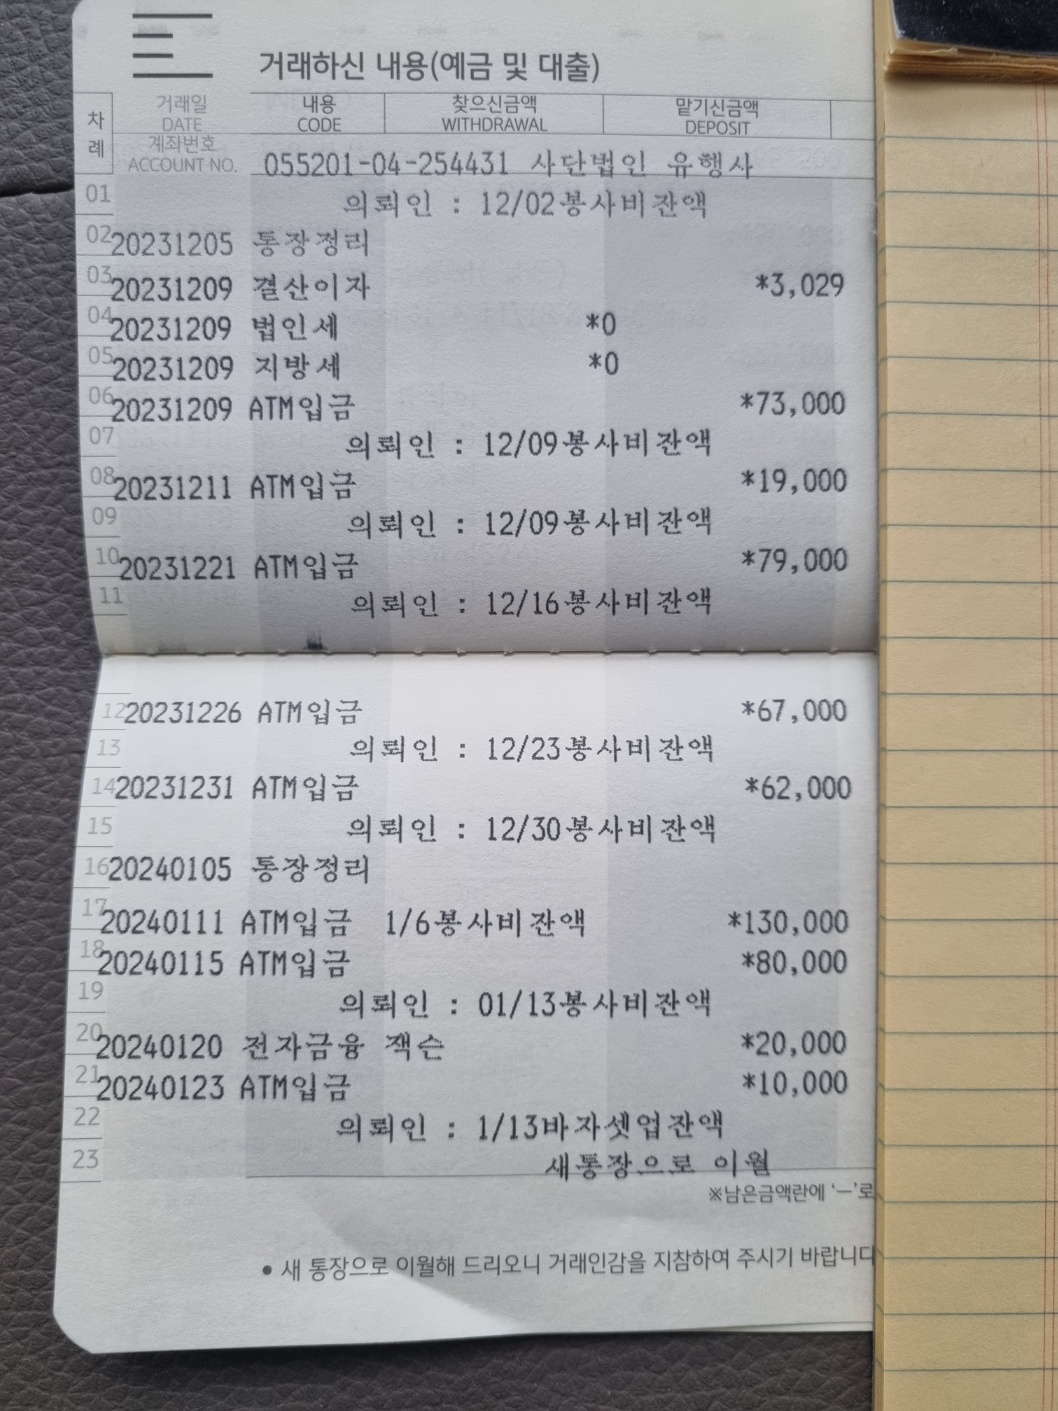 거래하신 내용(예금 및 대출)
차례 거래일 DATE 내용 CODE 찾으신금액 WITHDRAWAL 맡기신금액 DEPOSIT
계좌번호 ACCOUNT NO. 055201-04-254431 사단법인 유행사
01 의뢰인 : 12/02봉사비잔액
02 20231205 통장정리
03 20231209 결산이자 *3,029
04 20231209 법인세 *0
05 20231209 지방세 *0
06 20231209 ATM입금 *73,000
07 의뢰인 : 12/09봉사비잔액
08 20231211 ATM입금 *19,000
09 의뢰인 : 12/09봉사비잔액
10 20231221 ATM입금 *79,000
11 의뢰인 : 12/16봉사비잔액
12 20231226 ATM입금 *67,000
13 의뢰인 : 12/23봉사비잔액
14 20231231 ATM입금 *62,000
15 의뢰인 : 12/30봉사비잔액
16 20240105 통장정리
17 20240111 ATM입금 1/6봉사비잔액 *130,000
18 20240115 ATM입금 *80,000
19 의뢰인 : 01/13봉사비잔액
20 20240120 전자금융 잭슨 *20,000
21 20240123 ATM입금 *10,000
22 의뢰인 : 1/13바자셋업잔액
23 새통장으로 이월
※남은금액란에 ‘-’로
• 새 통장으로 이월해 드리오니 거래인감을 지참하여 주시기 바랍니다